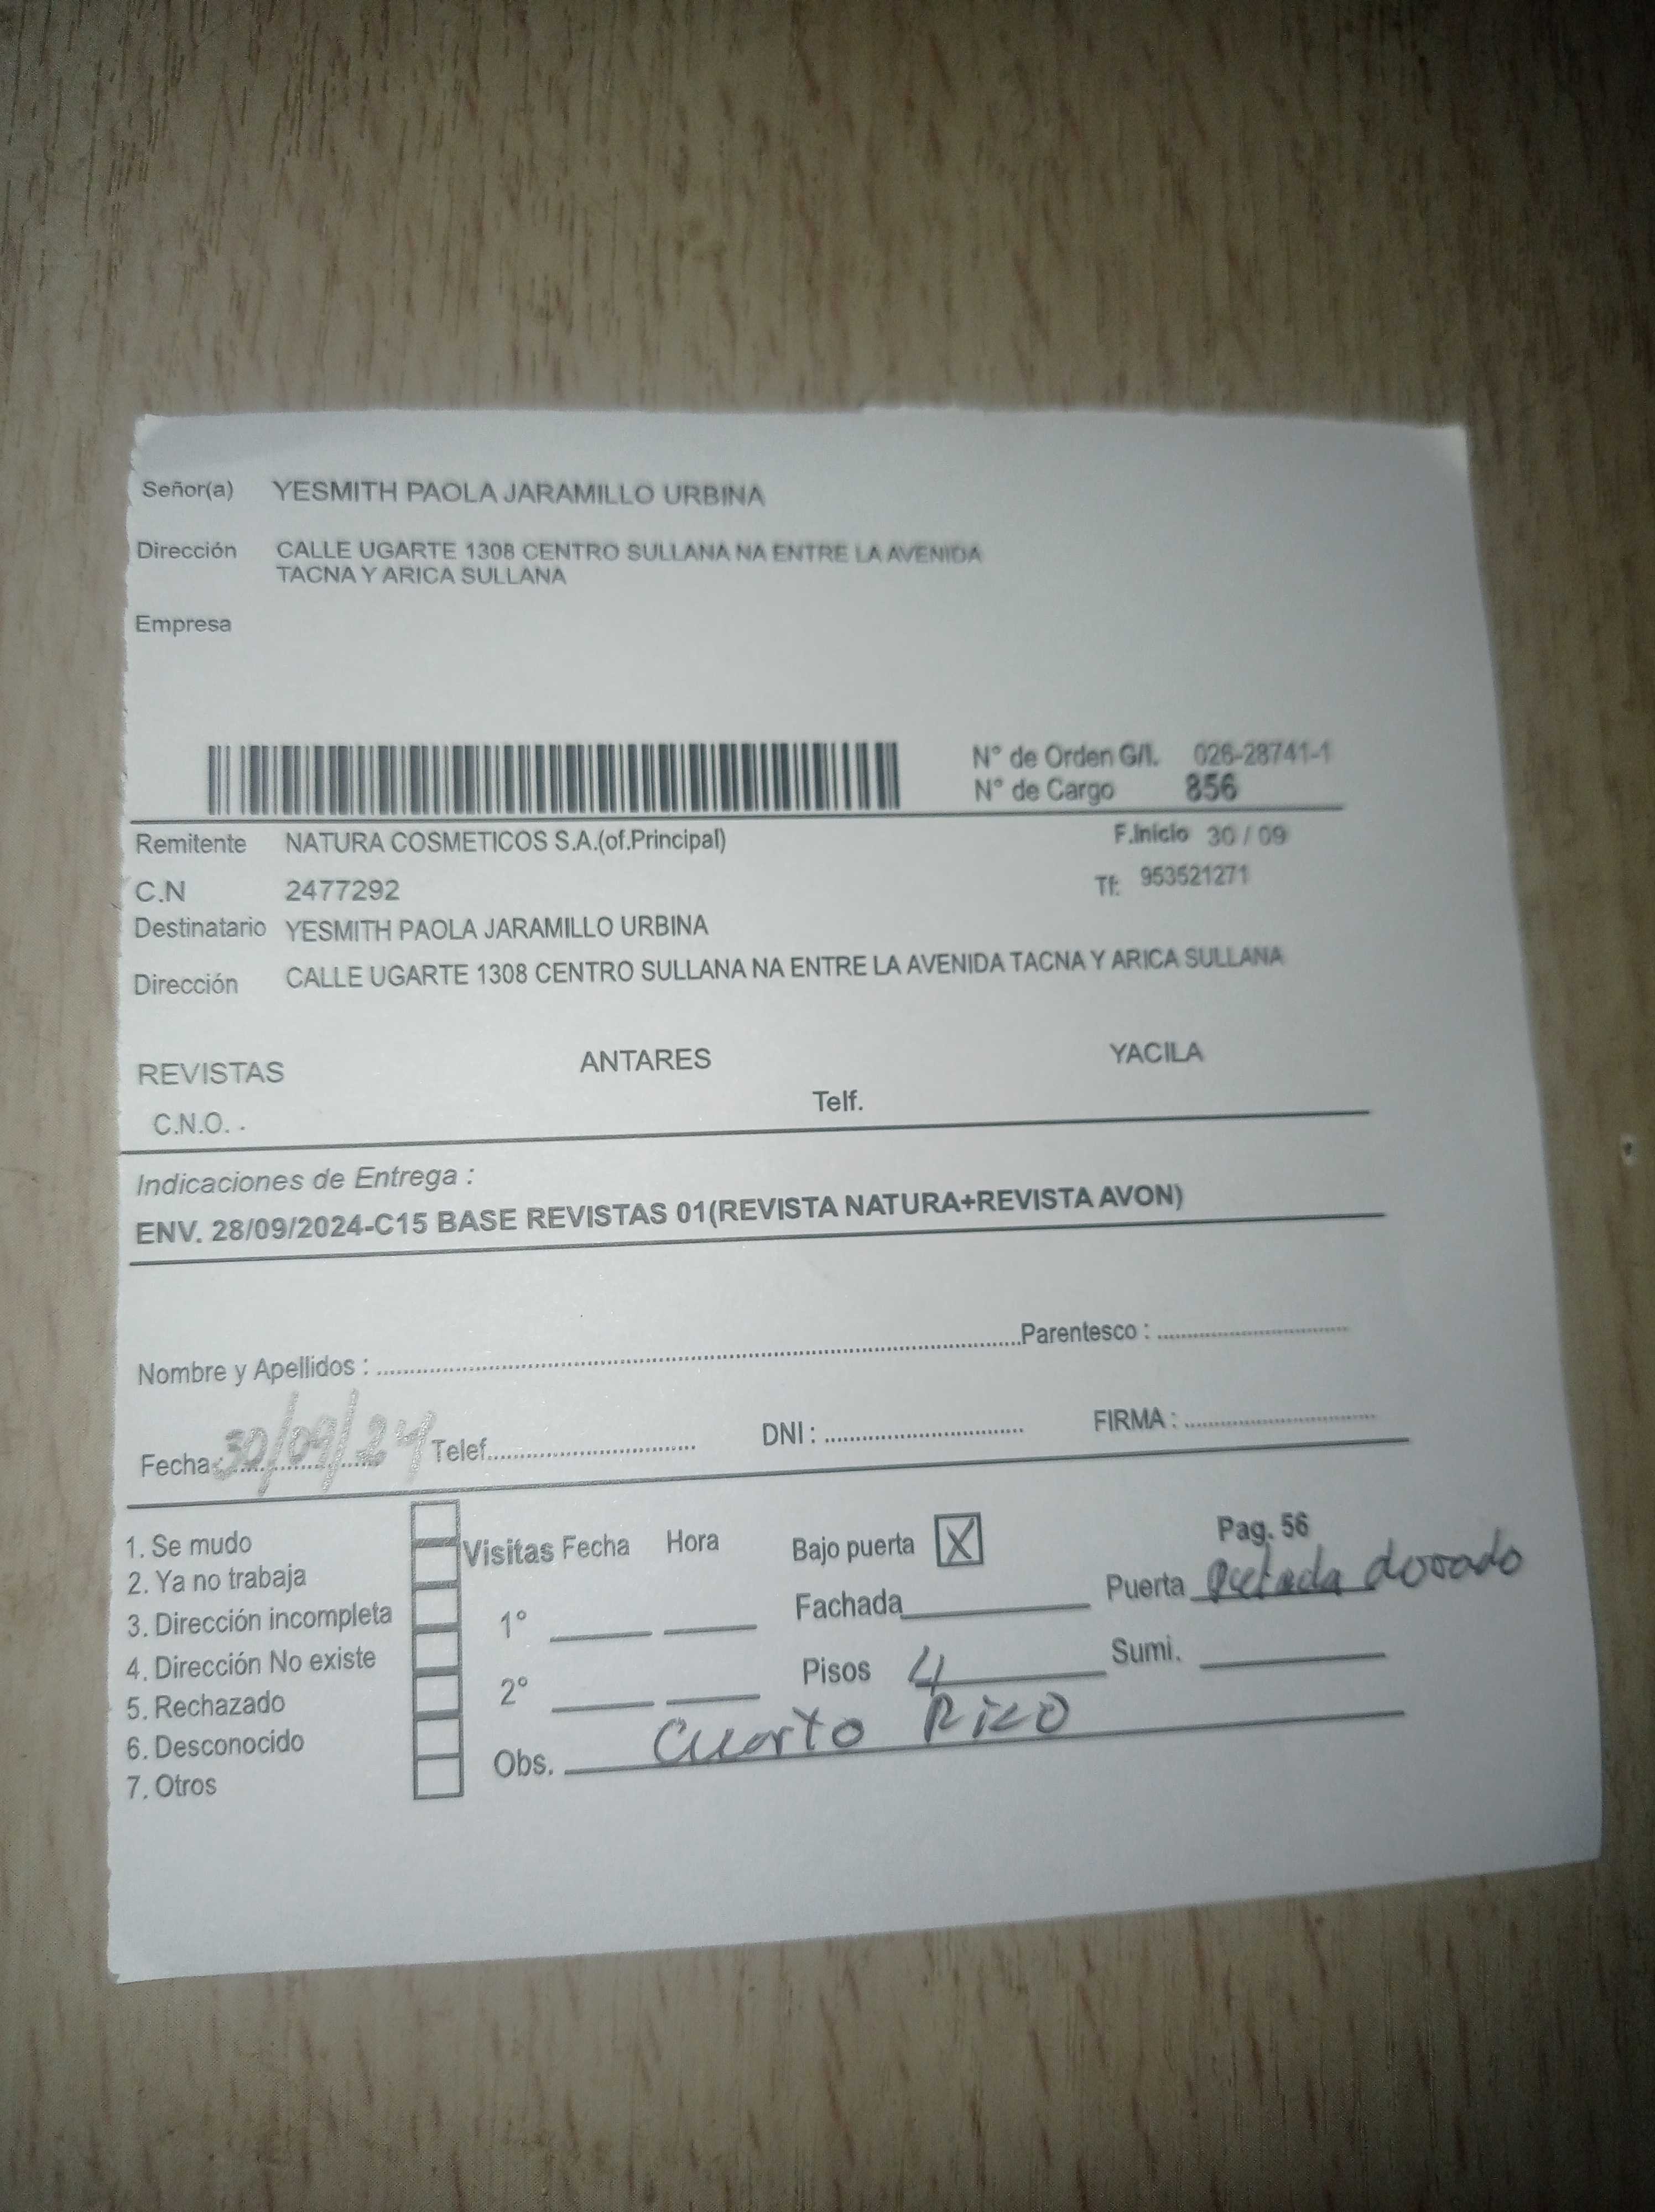 Señor(a) YESMITH PAOLA JARAMILLO URBINA
Dirección CALLE UGARTE 1308 CENTRO SULLANA NA ENTRE LA AVENIDA
TACNA Y ARICA SULLANA
Empresa
N° de Orden G/I. 026-28741-1
N° de Cargo 856
Remitente NATURA COSMETICOS S.A.(of.Principal) F.Inicio 30 / 09
C.N 2477292 Tf: 953521271
Destinatario YESMITH PAOLA JARAMILLO URBINA
Dirección CALLE UGARTE 1308 CENTRO SULLANA NA ENTRE LA AVENIDA TACNA Y ARICA SULLANA
REVISTAS ANTARES YACILA
C.N.O. - Telf.
Indicaciones de Entrega :
ENV. 28/09/2024-C15 BASE REVISTAS 01(REVISTA NATURA+REVISTA AVON)
Nombre y Apellidos : Parentesco :
Fecha: 30/09/24 Telef. DNI : FIRMA :
1. Se mudo Visitas Fecha Hora Bajo puerta X Pag. 56
2. Ya no trabaja Fachada Puerta dorado
3. Dirección incompleta 1°
4. Dirección No existe Pisos 4 Sumi.
5. Rechazado 2°
6. Desconocido Obs. Cuarto Rico
7. Otros